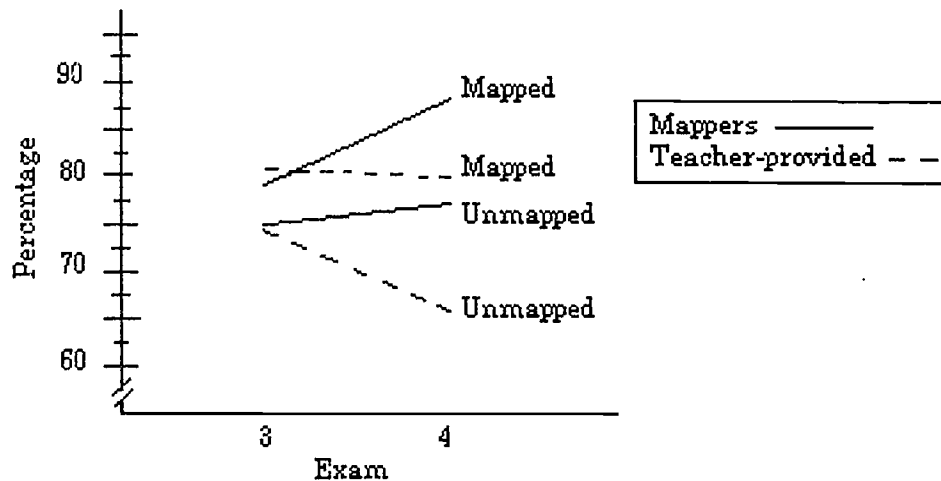 90
80
70
60
Percentage
Mapped
Mapped
Unmapped
Unmapped
Mappers
Teacher-provided
3
4
Exam